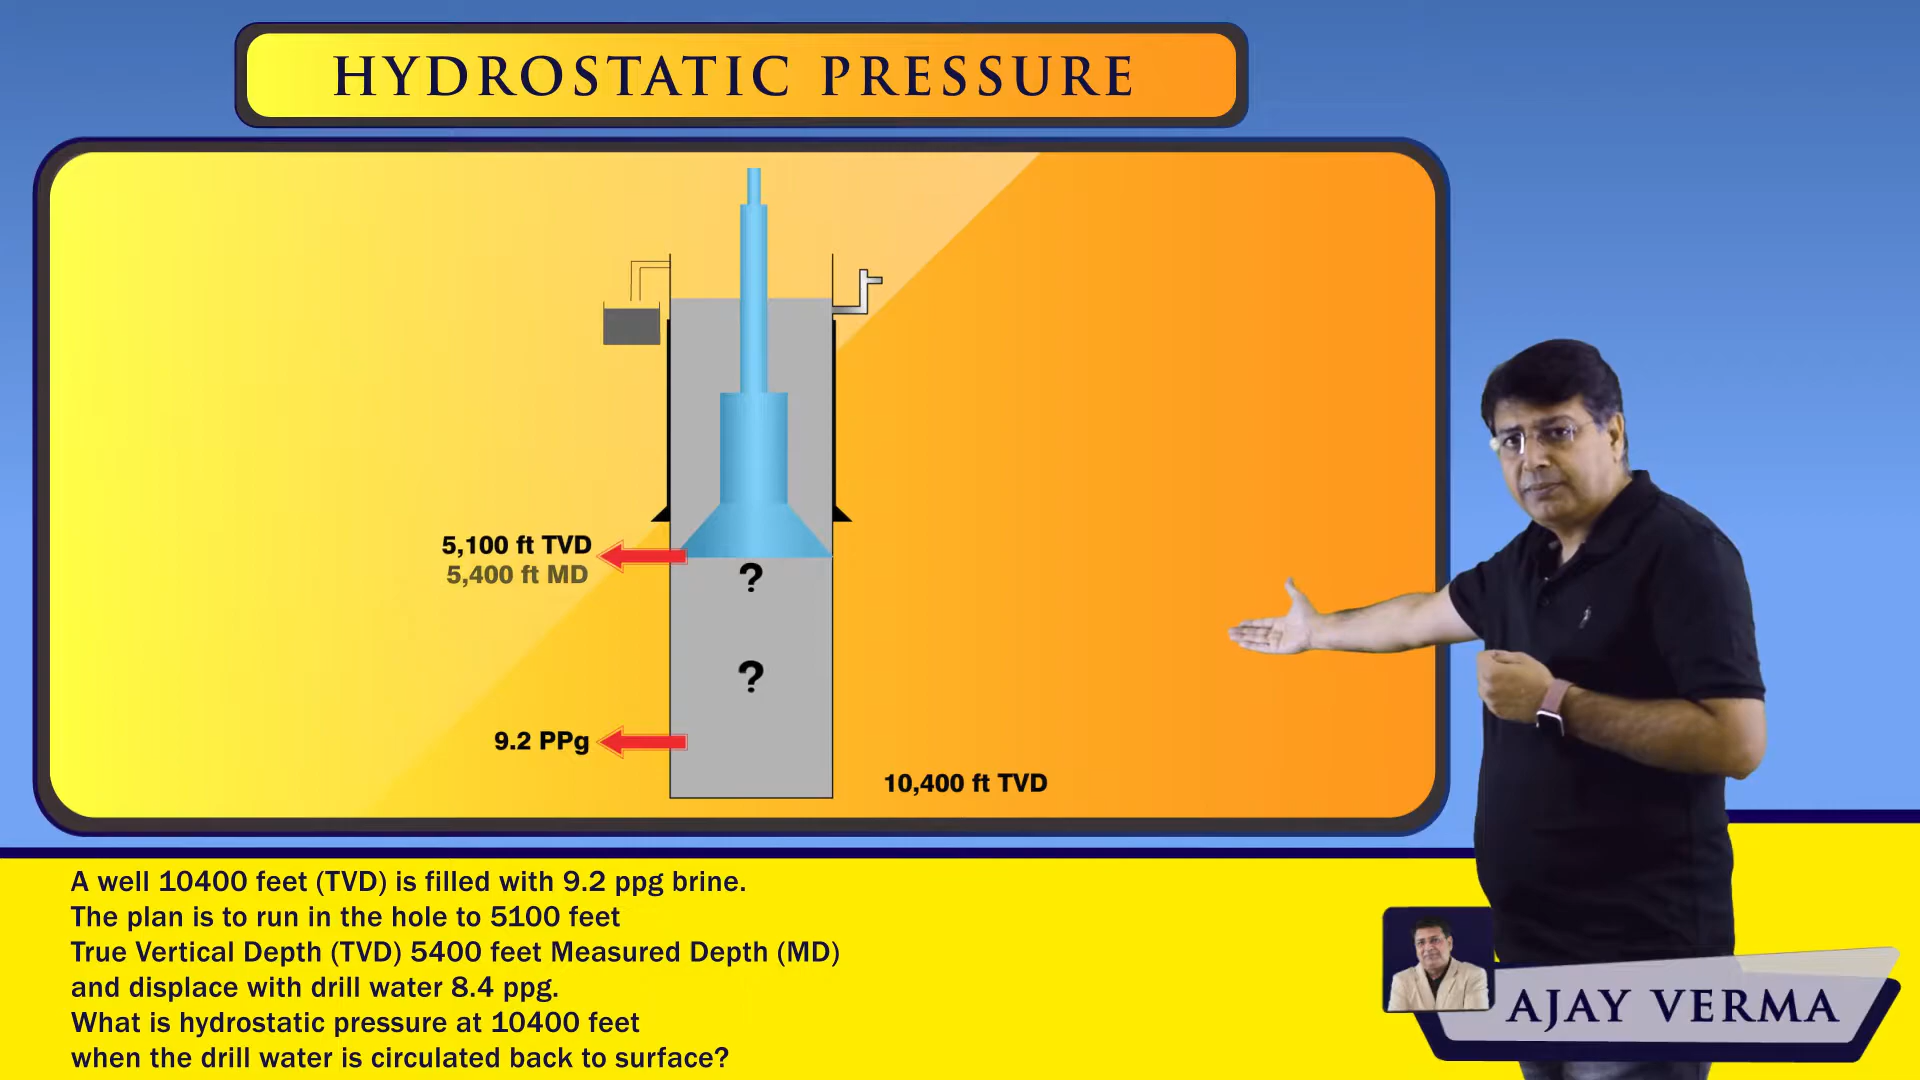 HYDROSTATIC PRESSURE
5,100 ft TVD
5,400 ft MD
?
?
9.2 PPg
10,400 ft TVD
A well 10400 feet (TVD) is filled with 9.2 ppg brine.
The plan is to run in the hole to 5100 feet
True Vertical Depth (TVD) 5400 feet Measured Depth (MD)
and displace with drill water 8.4 ppg.
What is hydrostatic pressure at 10400 feet
when the drill water is circulated back to surface?
AJAY VERMA